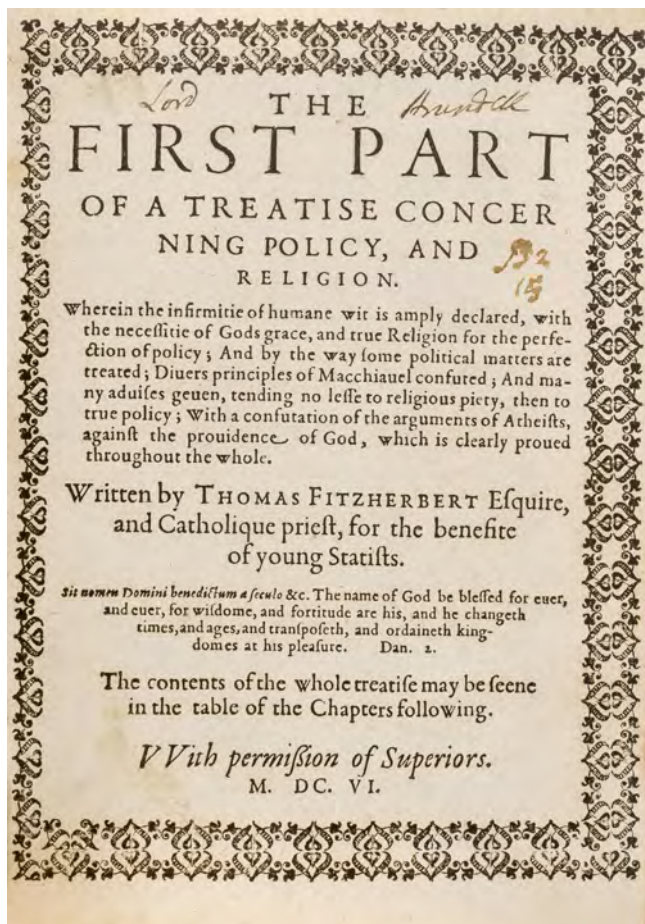 Lord Arundell
THE
FIRST PART
OF A TREATISE CONCER
NING POLICY, AND
RELIGION.
532
15
Wherein the infirmitie of humane wit is amply declared, with
the neceſſitie of Gods grace, and true Religion for the perfe-
ction of policy; And by the way ſome political matters are
treated; Diuers principles of Macchiauel confuted; And ma-
ny aduiſes geuen, tending no leſſe to religious piety, then to
true policy; With a confutation of the arguments of Atheiſts,
againſt the prouidence of God, which is clearly proued
throughout the whole.
Written by THOMAS FITZHERBERT Eſquire,
and Catholique prieſt, for the benefite
of young Statiſts.
Sit nomen Domini benedictum a ſeculo &c. The name of God be bleſſed for euer,
and euer, for wiſdome, and fortitude are his, and he changeth
times, and ages, and tranſpoſeth, and ordaineth king-
domes at his pleaſure. Dan. 2.
The contents of the whole treatiſe may be ſeene
in the table of the Chapters following.
VVith permiſsion of Superiors.
M. DC. VI.